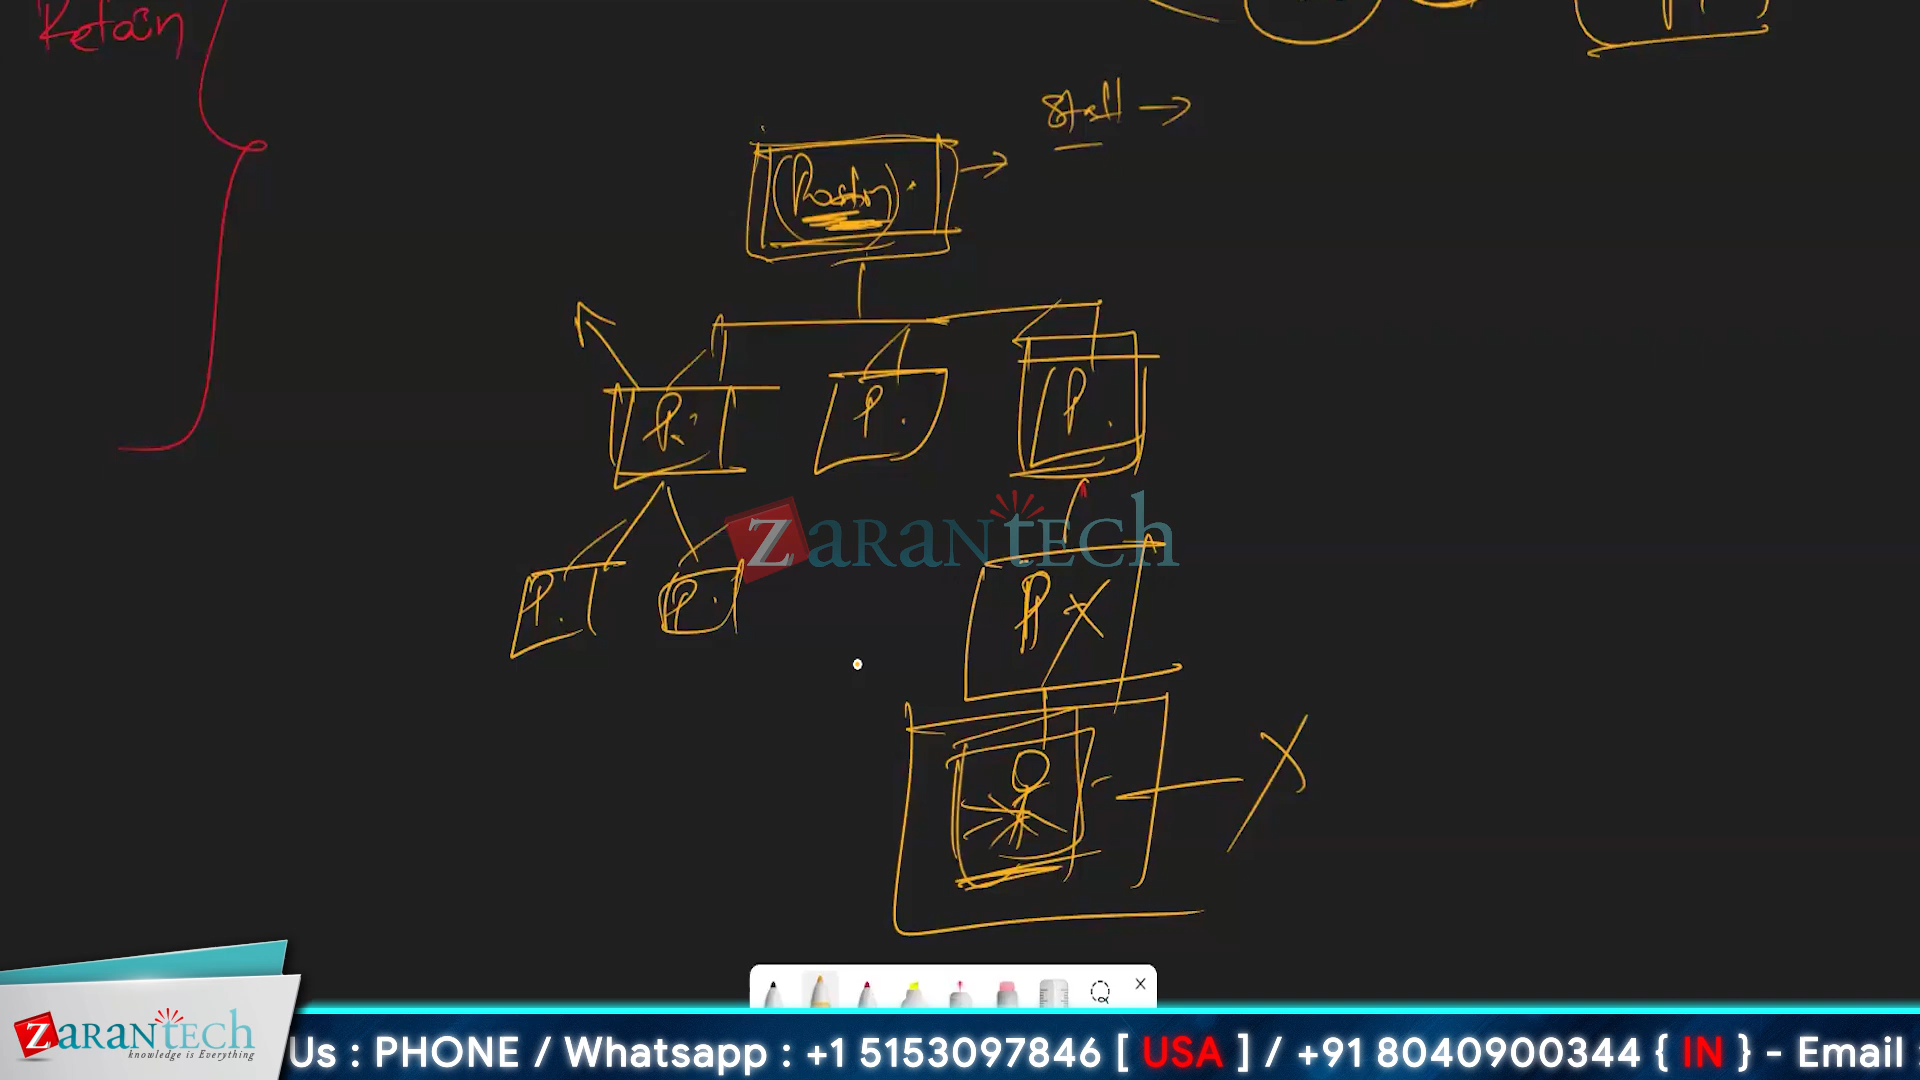 Retain
Staff →
(Position)
P. P. P.
ZaranTech
P. P. P X
X
ZaranTech
knowledge is Everything
Us : PHONE / Whatsapp : +1 5153097846 [ USA ] / +91 8040900344 { IN } - Email :